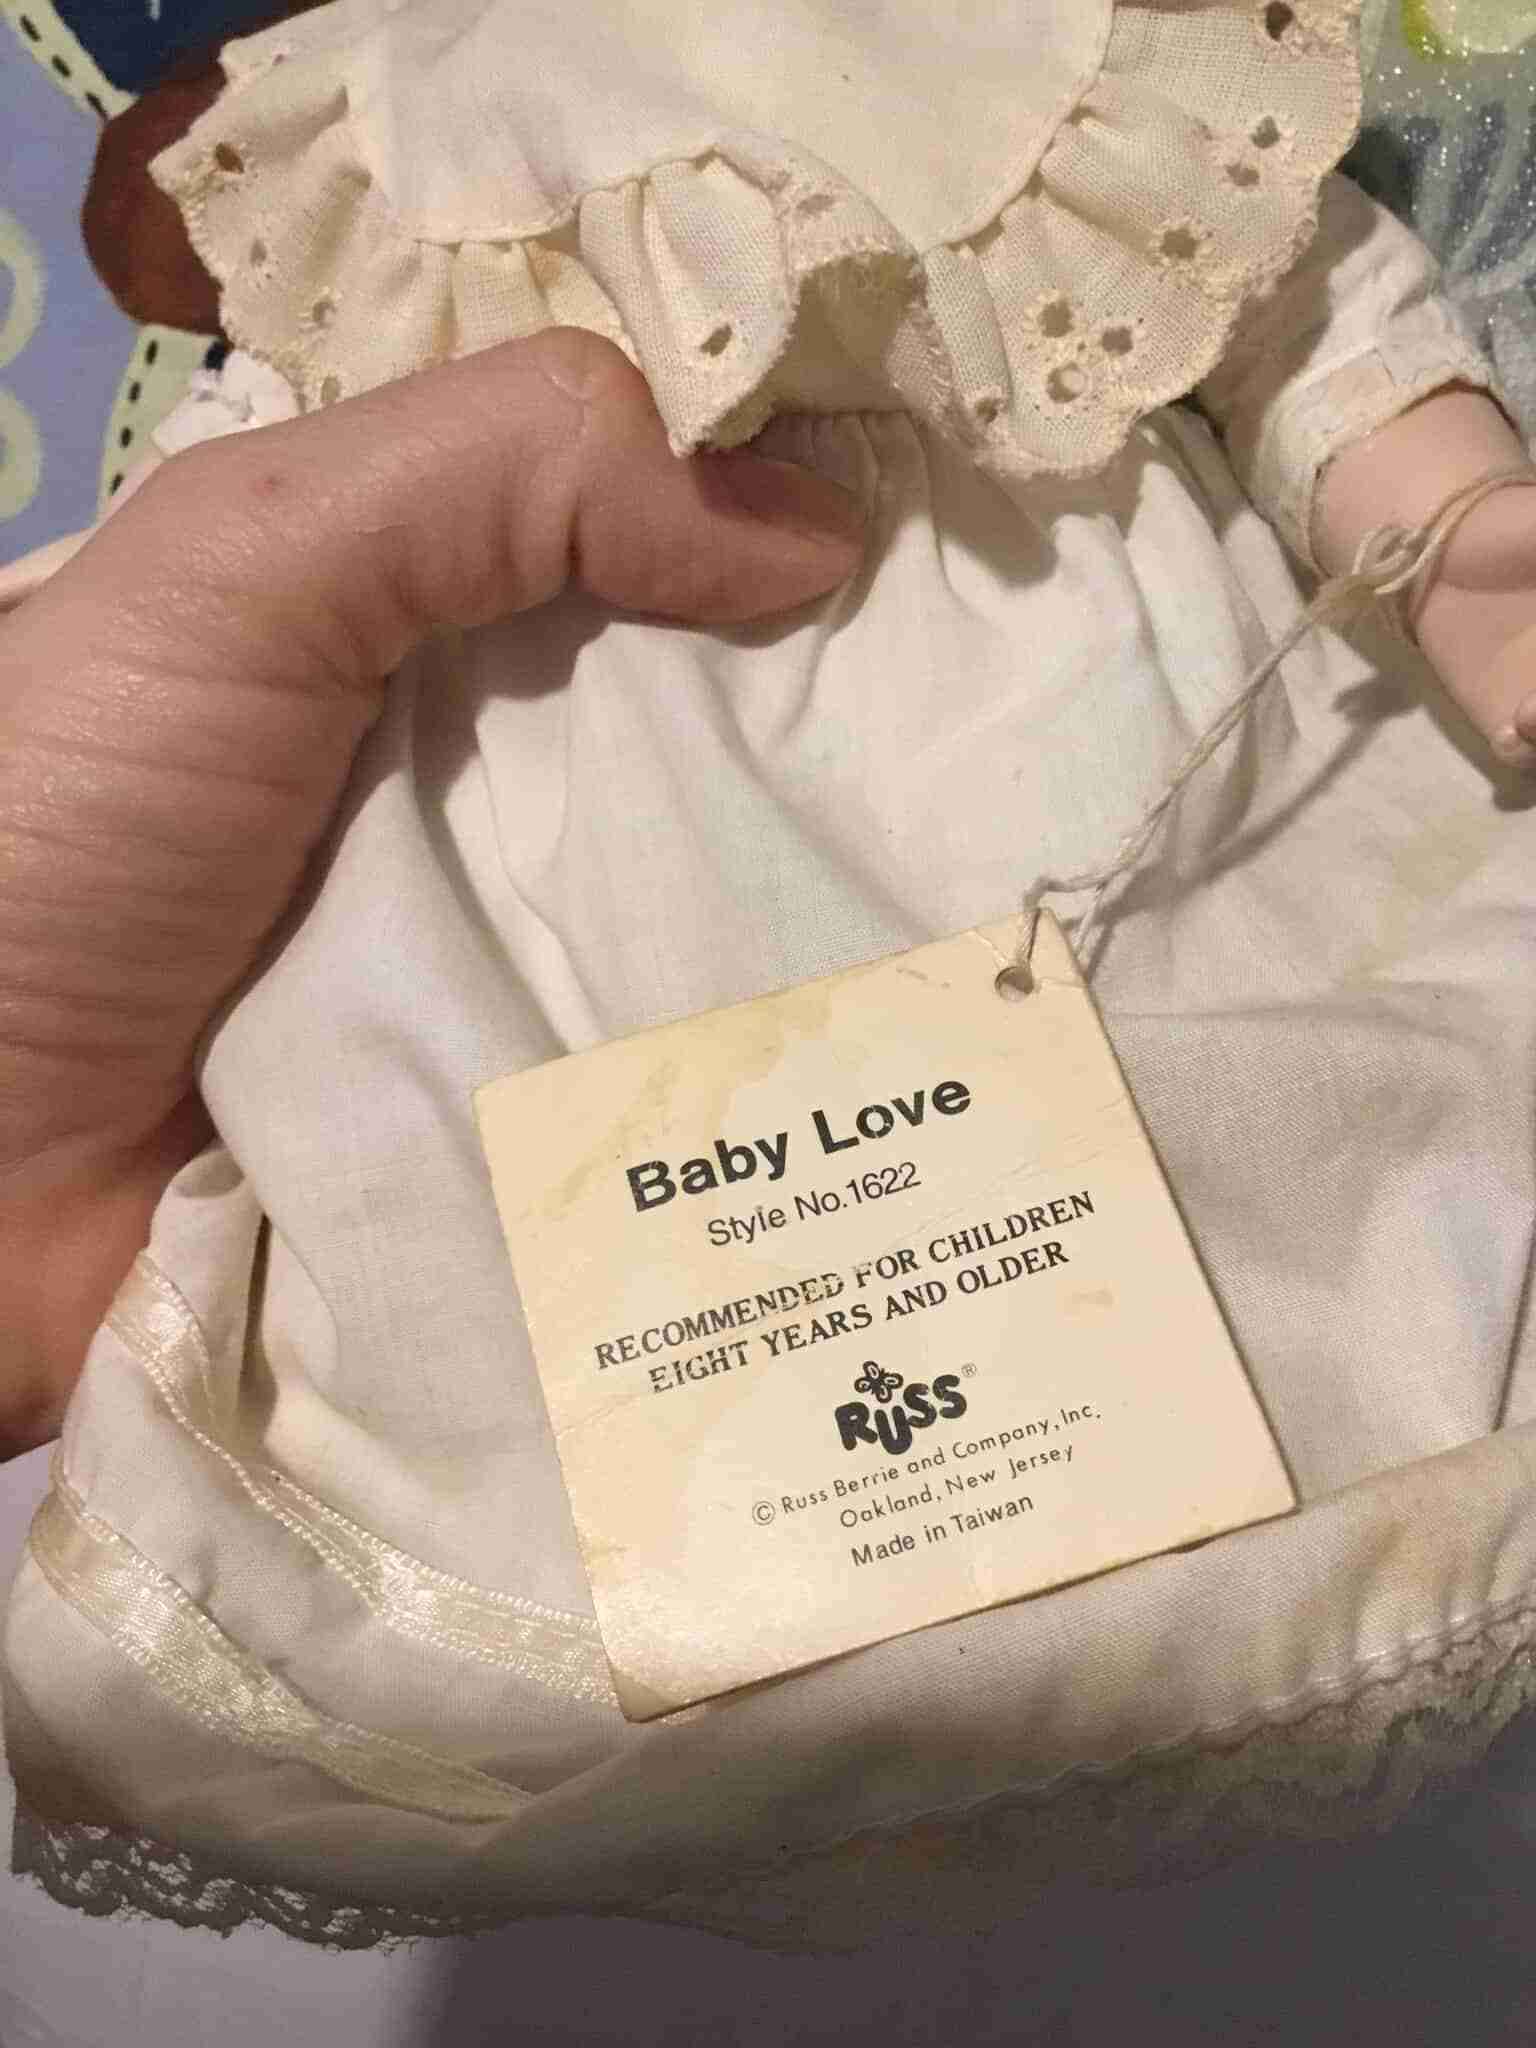 Baby Love
Style No.1622
RECOMMENDED FOR CHILDREN
EIGHT YEARS AND OLDER
RUSS®
© Russ Berrie and Company, Inc.
Oakland, New Jersey
Made in Taiwan